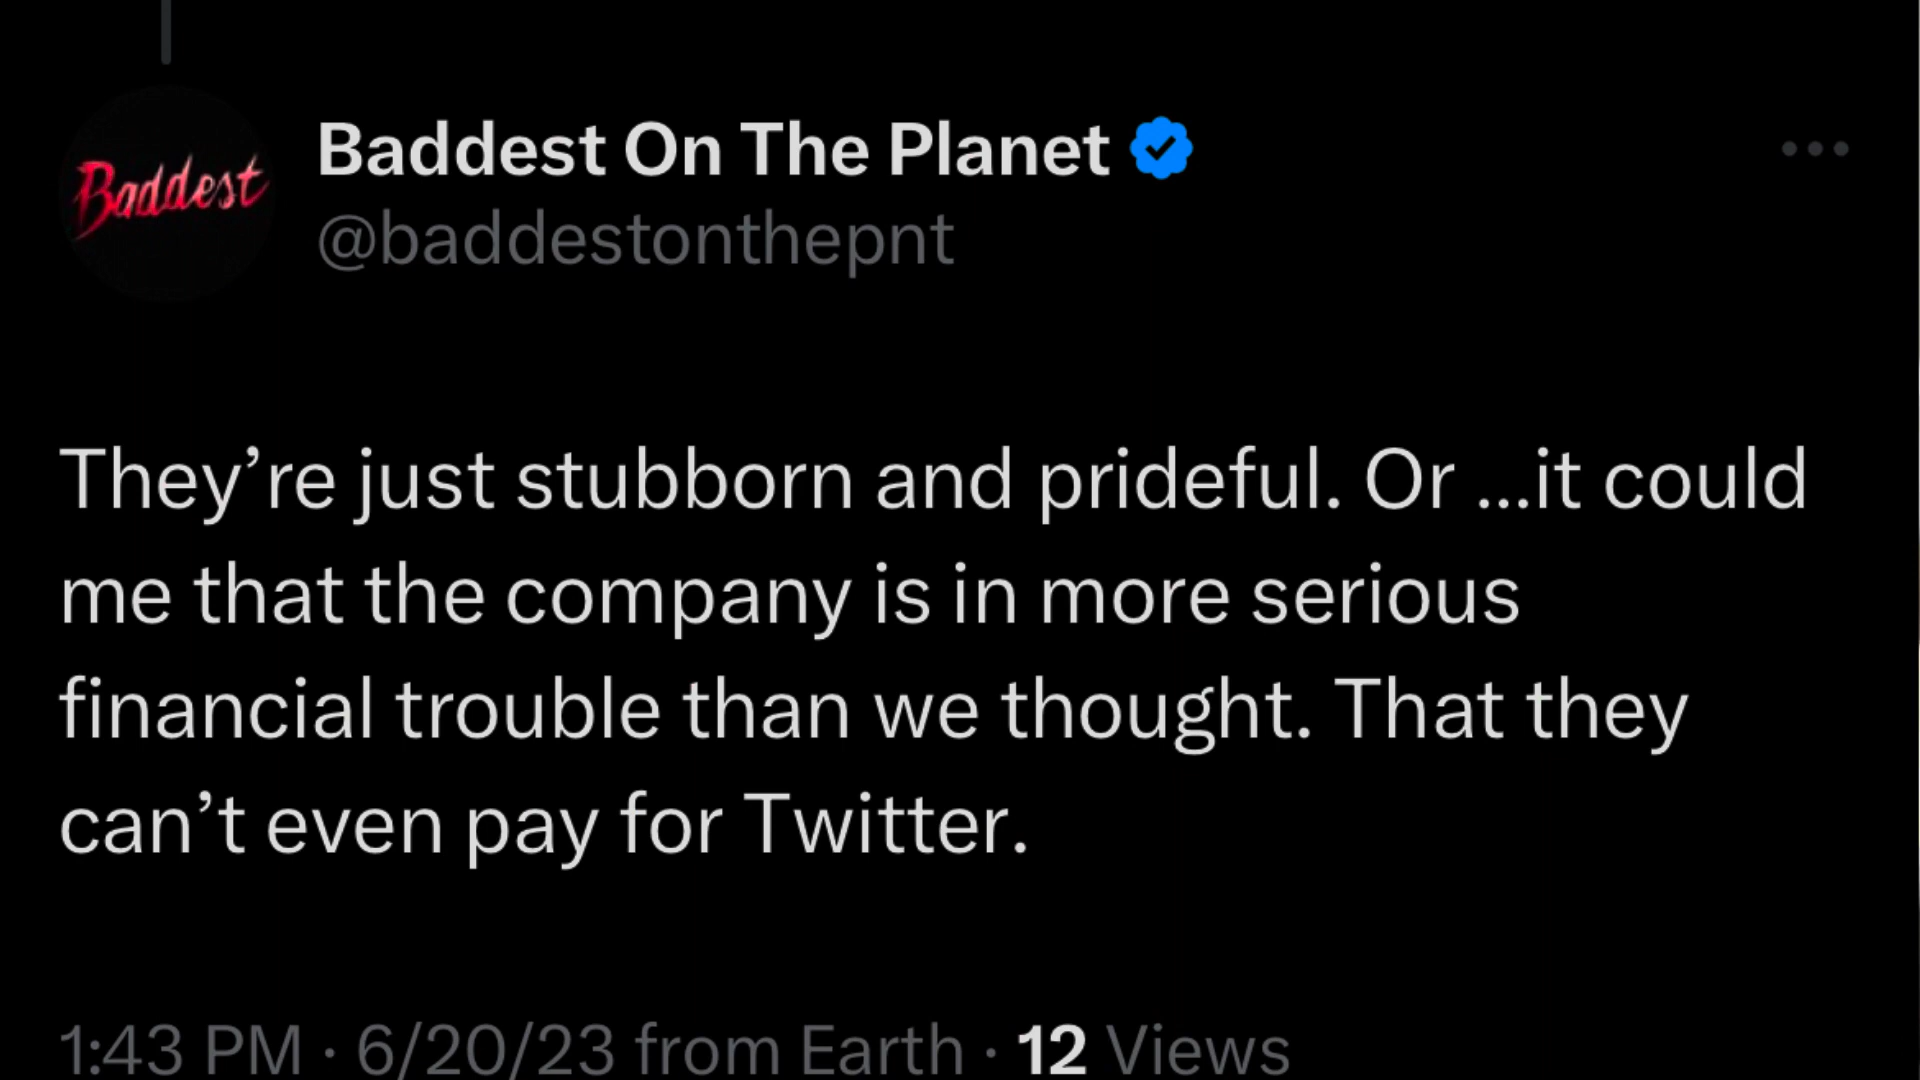 Baddest
Baddest On The Planet
@baddestonthepnt
They’re just stubborn and prideful. Or ...it could
me that the company is in more serious
financial trouble than we thought. That they
can’t even pay for Twitter.
1:43 PM · 6/20/23 from Earth · 12 Views